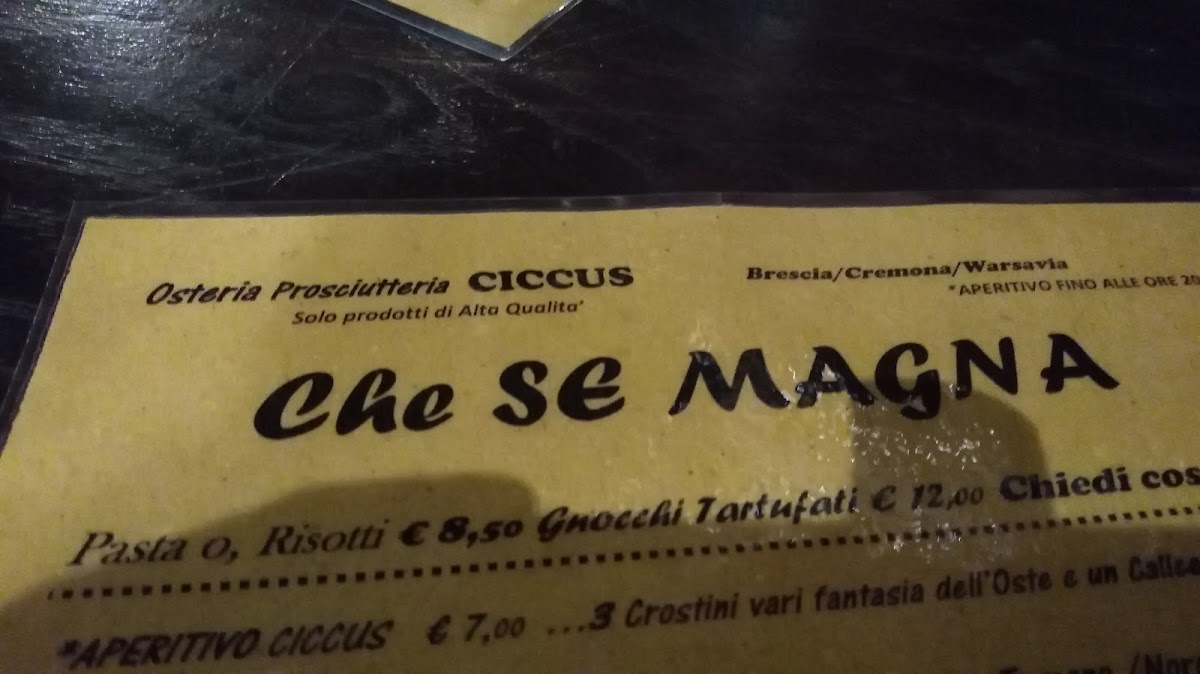 Osteria Prosciutteria CICCUS
Solo prodotti di Alta Qualita'
Brescia/Cremona/Warsavia
*APERITIVO FINO ALLE ORE 20
Che SE MAGNA
Pasta o, Risotti € 8,50 Gnocchi Tartufati € 12,00 Chiedi cos
*APERITIVO CICCUS € 7,00 ...3 Crostini vari fantasia dell'Oste e un